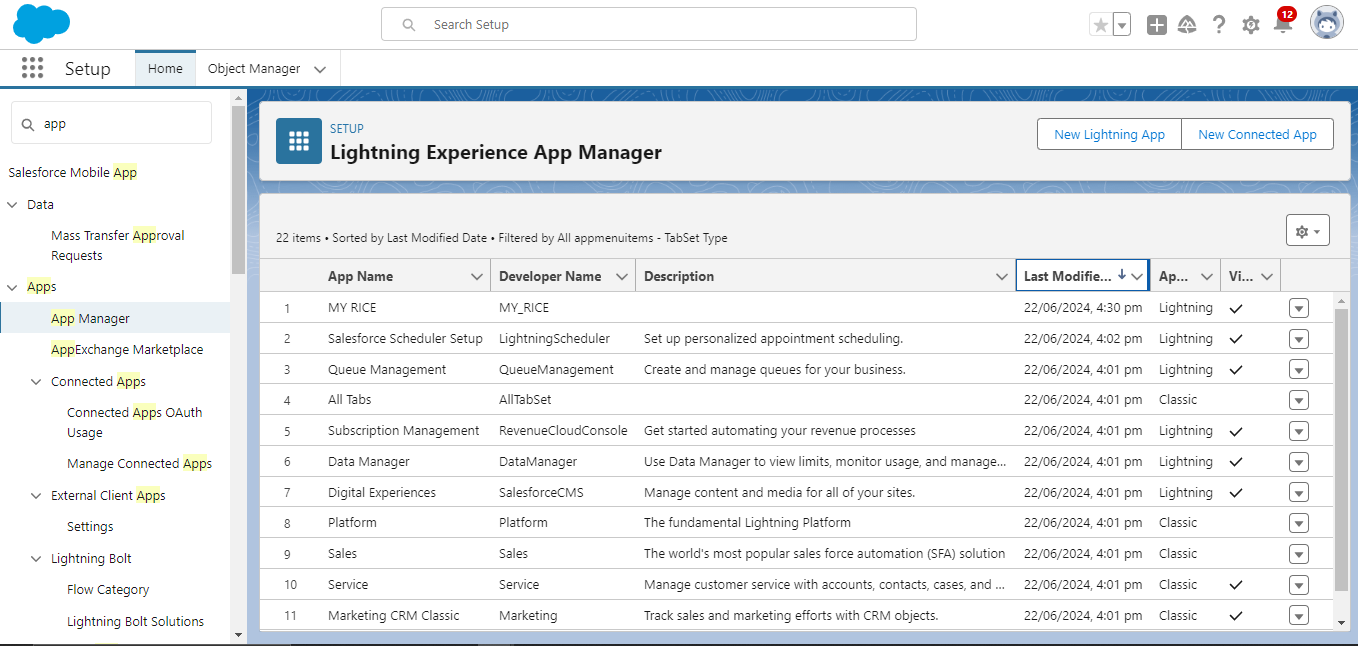 Search Setup
12
Setup
Home
Object Manager
app
Salesforce Mobile App
Data
Mass Transfer Approval
Requests
Apps
App Manager
AppExchange Marketplace
Connected Apps
Connected Apps OAuth
Usage
Manage Connected Apps
External Client Apps
Settings
Lightning Bolt
Flow Category
Lightning Bolt Solutions
SETUP
Lightning Experience App Manager
New Lightning App
New Connected App
22 items • Sorted by Last Modified Date • Filtered by All appmenuitems - TabSet Type
App Name Developer Name Description Last Modifie... Ap... Vi...
1 MY RICE MY_RICE 22/06/2024, 4:30 pm Lightning
2 Salesforce Scheduler Setup LightningScheduler Set up personalized appointment scheduling. 22/06/2024, 4:02 pm Lightning
3 Queue Management QueueManagement Create and manage queues for your business. 22/06/2024, 4:01 pm Lightning
4 All Tabs AllTabSet 22/06/2024, 4:01 pm Classic
5 Subscription Management RevenueCloudConsole Get started automating your revenue processes 22/06/2024, 4:01 pm Lightning
6 Data Manager DataManager Use Data Manager to view limits, monitor usage, and manage... 22/06/2024, 4:01 pm Lightning
7 Digital Experiences SalesforceCMS Manage content and media for all of your sites. 22/06/2024, 4:01 pm Lightning
8 Platform Platform The fundamental Lightning Platform 22/06/2024, 4:01 pm Classic
9 Sales Sales The world's most popular sales force automation (SFA) solution 22/06/2024, 4:01 pm Classic
10 Service Service Manage customer service with accounts, contacts, cases, and ... 22/06/2024, 4:01 pm Classic
11 Marketing CRM Classic Marketing Track sales and marketing efforts with CRM objects. 22/06/2024, 4:01 pm Classic